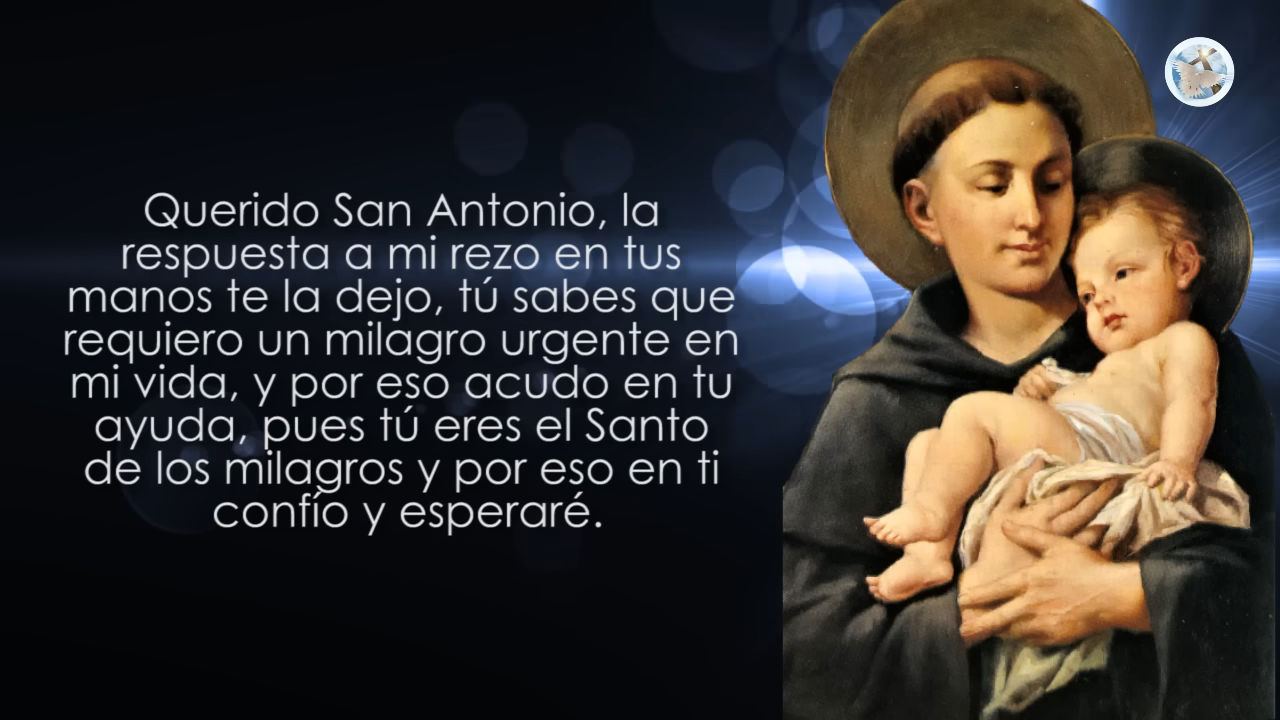 Querido San Antonio, la
respuesta a mi rezo en tus
manos te la dejo, tú sabes que
requiero un milagro urgente en
mi vida, y por eso acudo en tu
ayuda, pues tú eres el Santo
de los milagros y por eso en ti
confío y esperaré.